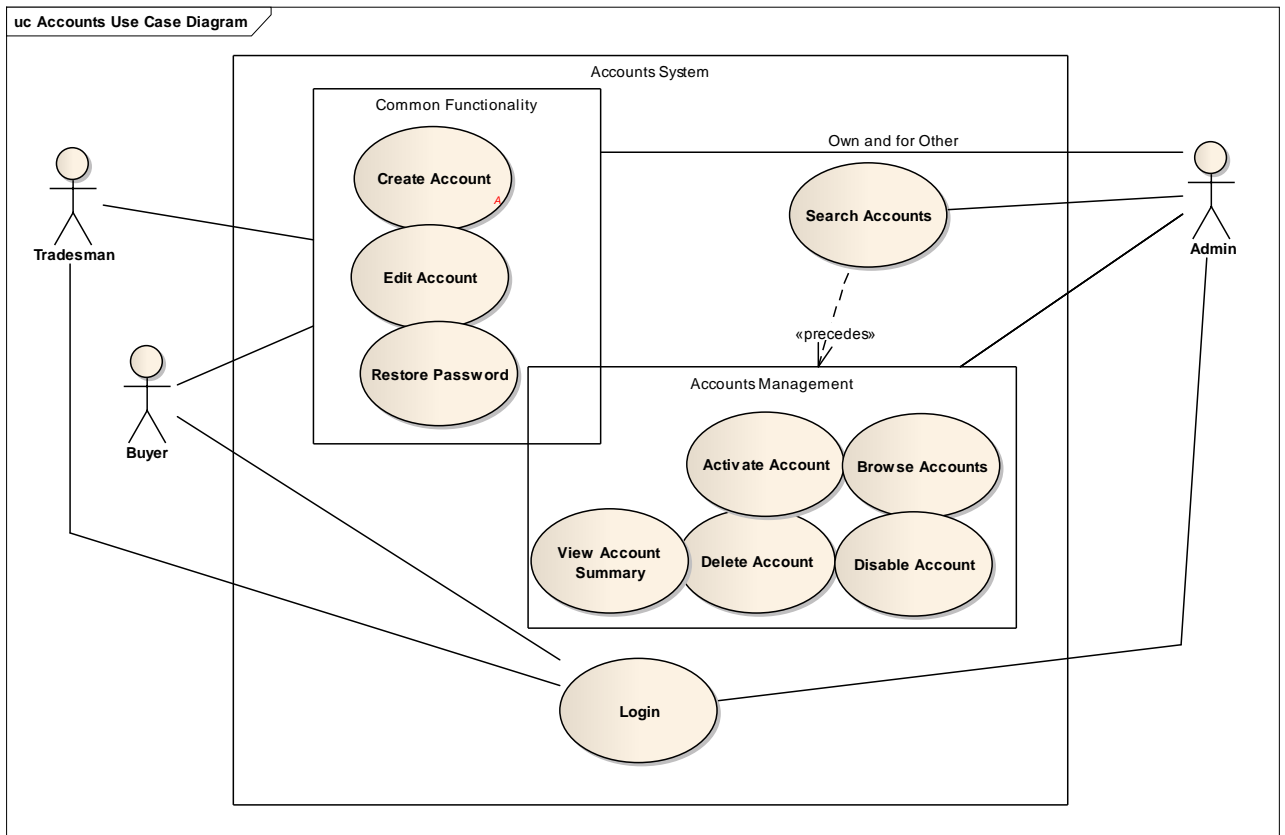 uc Accounts Use Case Diagram
Accounts System
Common Functionality
Create Account
A
Edit Account
Restore Password
Own and for Other
Search Accounts
Tradesman
Admin
Buyer
«precedes»
Accounts Management
Activate Account
Browse Accounts
View Account
Summary
Delete Account
Disable Account
Login